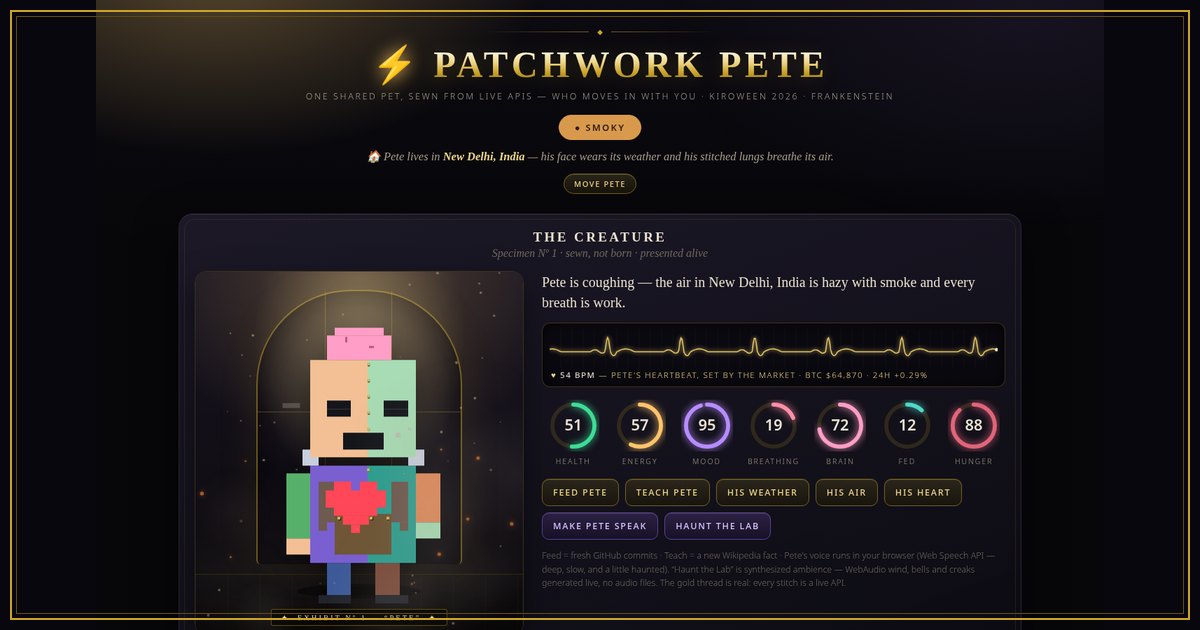 ⚡ PATCHWORK PETE
ONE SHARED PET, SEWN FROM LIVE APIS — WHO MOVES IN WITH YOU · KIROWEEN 2026 · FRANKENSTEIN
● SMOKY
🏠 Pete lives in New Delhi, India — his face wears its weather and his stitched lungs breathe its air.
MOVE PETE
THE CREATURE
Specimen Nº 1 · sewn, not born · presented alive
Pete is coughing — the air in New Delhi, India is hazy with smoke and every
breath is work.
♥ 54 BPM — PETE'S HEARTBEAT, SET BY THE MARKET · BTC $64,870 · 24H +0.29%
51 57 95 19 72 12 88
HEALTH ENERGY MOOD BREATHING BRAIN FED HUNGER
FEED PETE TEACH PETE HIS WEATHER HIS AIR HIS HEART
MAKE PETE SPEAK HAUNT THE LAB
Feed = fresh GitHub commits · Teach = a new Wikipedia fact · Pete's voice runs in your browser (Web Speech API —
deep, slow, and a little haunted). "Haunt the Lab" is synthesized ambience — WebAudio wind, bells and creaks
generated live, no audio files. The gold thread is real: every stitch is a live API.
✦ EXHIBIT Nº 1 — "PETE" ✦